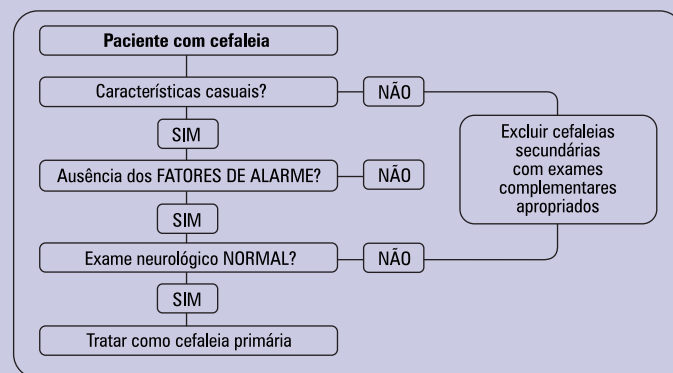 Paciente com cefaleia
Características casuais?
NÃO
SIM
Ausência dos FATORES DE ALARME?
NÃO
SIM
Exame neurológico NORMAL?
NÃO
SIM
Tratar como cefaleia primária
Excluir cefaleias
secundárias
com exames
complementares
apropriados